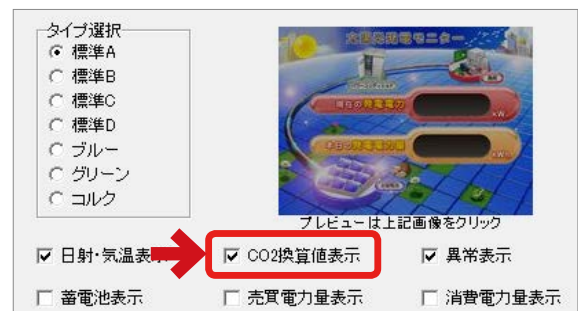 タイプ選択
標準A
標準B
標準C
標準D
ブルー
グリーン
コルク
太陽光発電モニター
現在の発電電力
kW
本日の発電電力量
kWh
プレビューは上記画像をクリック
日射・気温表示
CO2換算値表示
異常表示
蓄電池表示
売買電力量表示
消費電力量表示